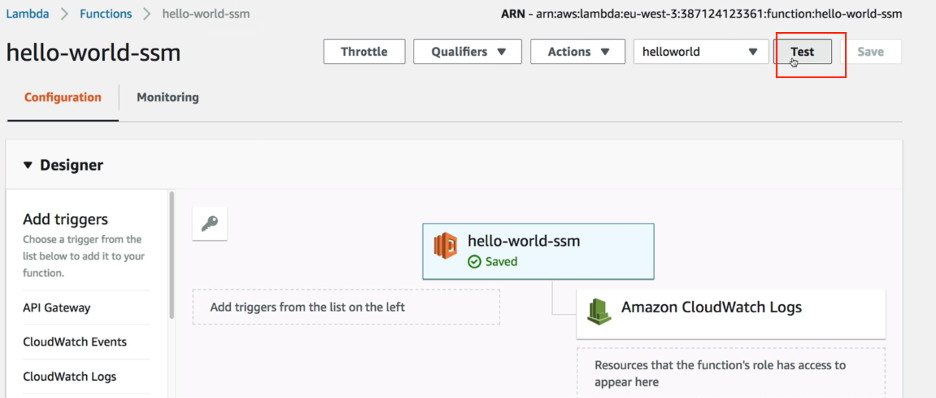 Lambda > Functions > hello-world-ssm
ARN - arn:aws:lambda:eu-west-3:387124123361:function:hello-world-ssm
hello-world-ssm
Throttle
Qualifiers
Actions
helloworld
Test
Save
Configuration
Monitoring
Designer
Add triggers
Choose a trigger from the
list below to add it to your
function.
API Gateway
CloudWatch Events
CloudWatch Logs
hello-world-ssm
Saved
Add triggers from the list on the left
Amazon CloudWatch Logs
Resources that the function's role has access to
appear here